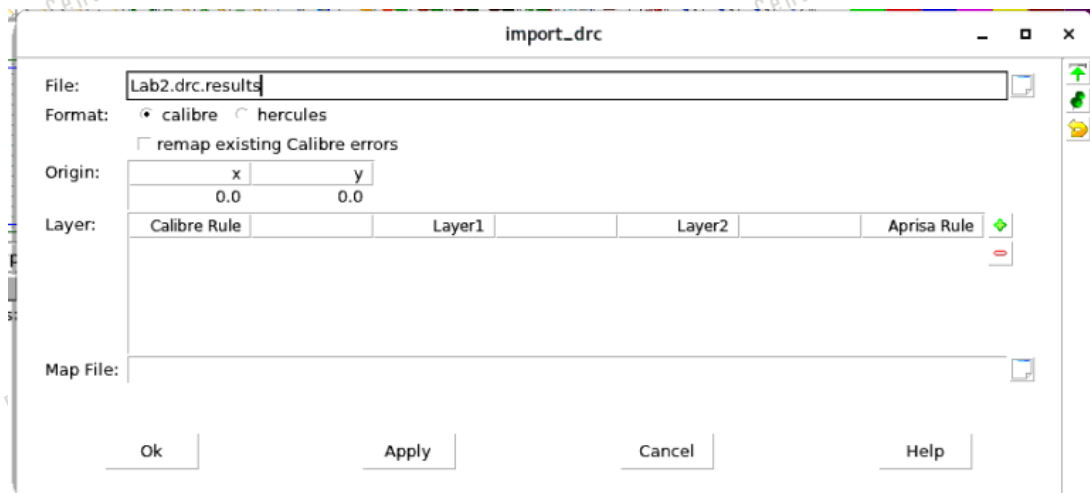 import_drc
File: Lab2.drc.results
Format: calibre hercules
remap existing Calibre errors
Origin: x y
0.0 0.0
Layer: Calibre Rule Layer1 Layer2 Aprisa Rule
Map File:
Ok Apply Cancel Help